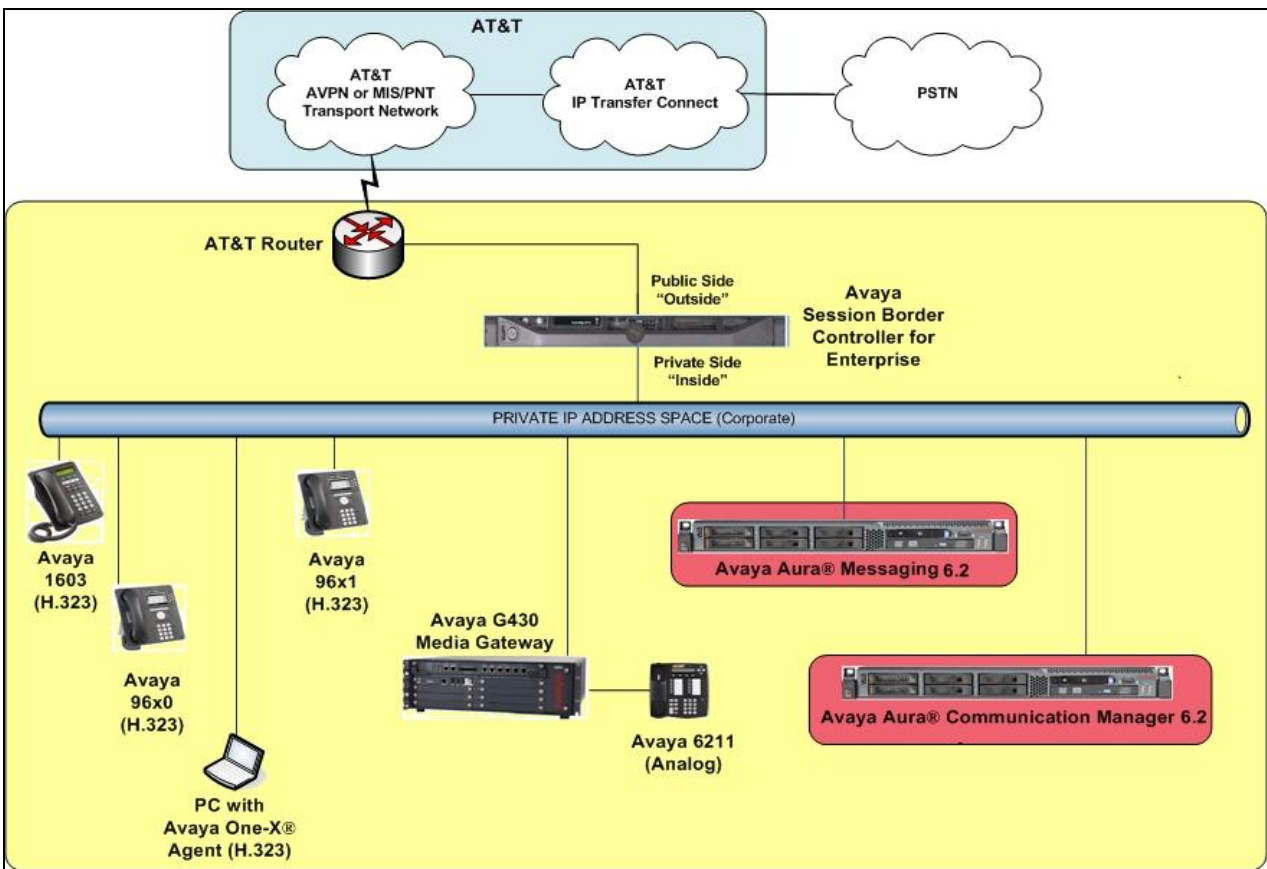 AT&T
AT&T
AVPN or MIS/PNT
Transport Network
AT&T
IP Transfer Connect
PSTN
AT&T Router
Public Side
“Outside”
Avaya
Session Border
Controller for
Enterprise
Private Side
“Inside”
PRIVATE IP ADDRESS SPACE (Corporate)
Avaya
1603
(H.323)
Avaya
96x0
(H.323)
PC with
Avaya One-X®
Agent (H.323)
Avaya
96x1
(H.323)
Avaya G430
Media Gateway
Avaya 6211
(Analog)
Avaya Aura® Messaging 6.2
Avaya Aura® Communication Manager 6.2